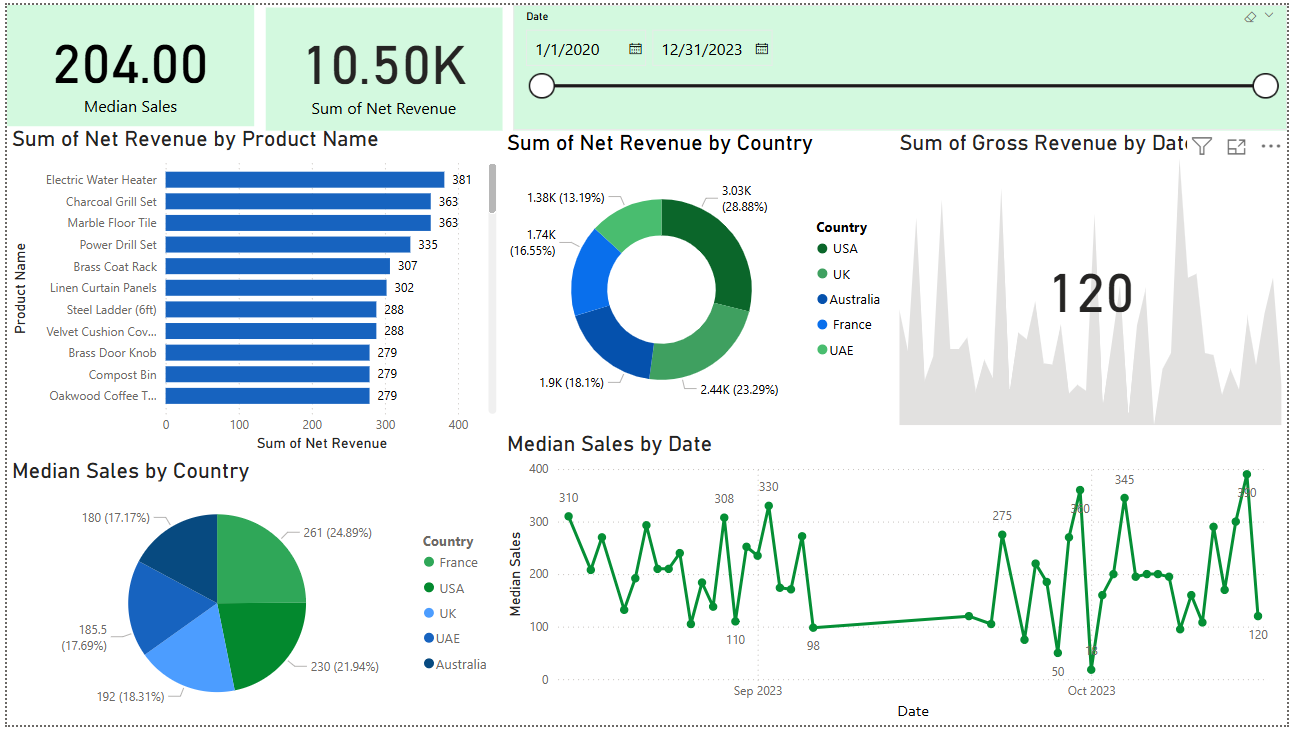 204.00
Median Sales
10.50K
Sum of Net Revenue
Date
1/1/2020
12/31/2023
Sum of Net Revenue by Product Name
Product Name
Electric Water Heater
381
Charcoal Grill Set
363
Marble Floor Tile
363
Power Drill Set
335
Brass Coat Rack
307
Linen Curtain Panels
302
Steel Ladder (6ft)
288
Velvet Cushion Cov...
288
Brass Door Knob
279
Compost Bin
279
Oakwood Coffee T...
279
0
100
200
300
400
Sum of Net Revenue
Sum of Net Revenue by Country
3.03K
(28.88%)
2.44K (23.29%)
1.9K (18.1%)
1.74K
(16.55%)
1.38K (13.19%)
Country
USA
UK
Australia
France
UAE
Sum of Gross Revenue by Date
120
Median Sales by Country
261 (24.89%)
230 (21.94%)
192 (18.31%)
185.5
(17.69%)
180 (17.17%)
Country
France
USA
UK
UAE
Australia
Median Sales by Date
Median Sales
400
300
200
100
0
310
308
110
330
98
275
50
360
345
390
120
Sep 2023
Oct 2023
Date